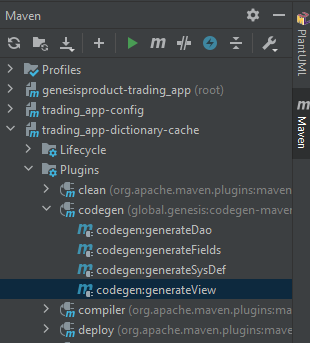 Maven
Profiles
genesisproduct-trading_app (root)
trading_app-config
trading_app-dictionary-cache
Lifecycle
Plugins
clean (org.apache.maven.plugins:maven
codegen (global.genesis:codegen-maver
codegen:generateDao
codegen:generateFields
codegen:generateSysDef
codegen:generateView
compiler (org.apache.maven.plugins:ma
deploy (org.apache.maven.plugins:mave
PlantUML
Maven